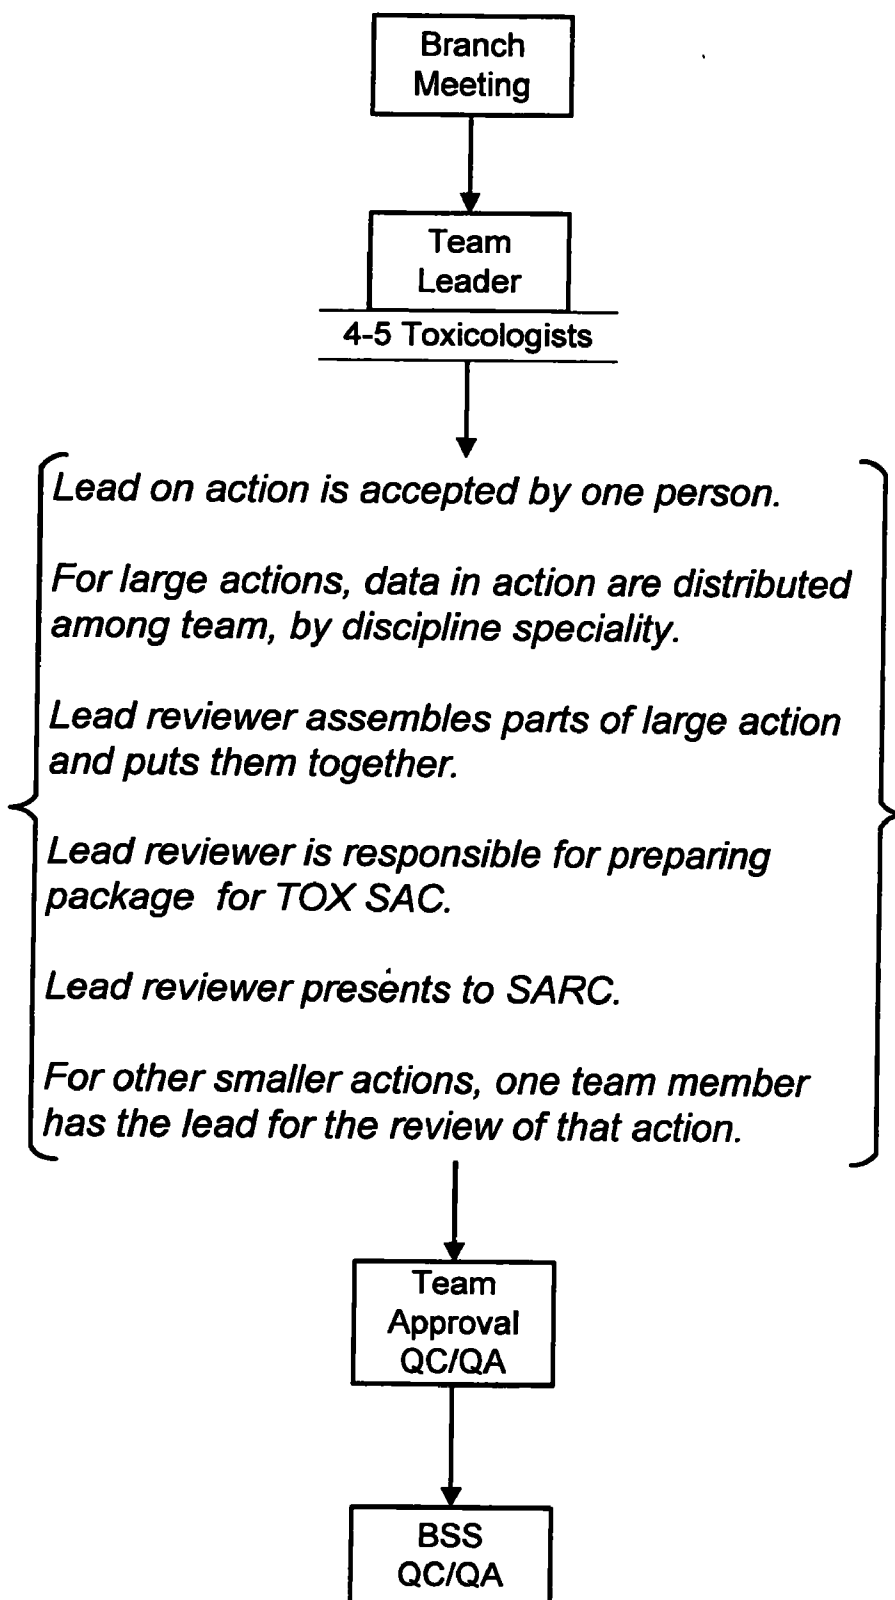 Branch
Meeting
Team
Leader
4-5 Toxicologists
Lead on action is accepted by one person.
For large actions, data in action are distributed
among team, by discipline speciality.
Lead reviewer assembles parts of large action
and puts them together.
Lead reviewer is responsible for preparing
package for TOX SAC.
Lead reviewer presents to SARC.
For other smaller actions, one team member
has the lead for the review of that action.
Team
Approval
QC/QA
BSS
QC/QA